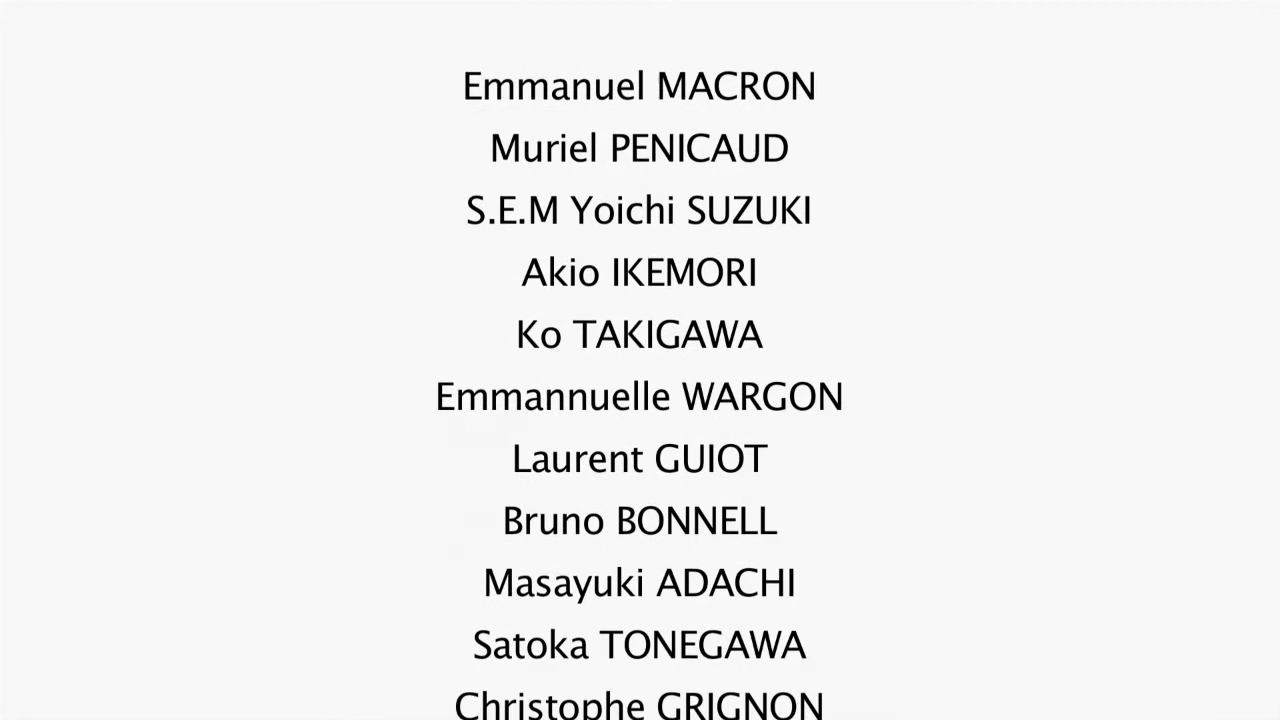 Emmanuel MACRON
Muriel PENICAUD
S.E.M Yoichi SUZUKI
Akio IKEMORI
Ko TAKIGAWA
Emmannuelle WARGON
Laurent GUIOT
Bruno BONNELL
Masayuki ADACHI
Satoka TONEGAWA
Christophe GRIGNON